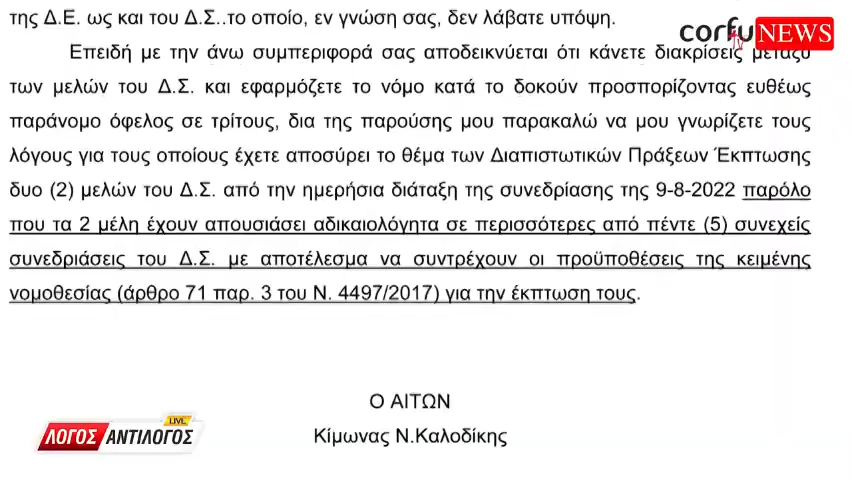 της Δ.Ε. ως και του Δ.Σ..το οποίο, εν γνώση σας, δεν λάβατε υπόψη.
corfu tv NEWS
Επειδή με την άνω συμπεριφορά σας αποδεικνύεται ότι κάνετε διακρίσεις μεταξύ
των μελών του Δ.Σ. και εφαρμόζετε το νόμο κατά το δοκούν προσπορίζοντας ευθέως
παράνομο όφελος σε τρίτους, δια της παρούσης μου παρακαλώ να μου γνωρίζετε τους
λόγους για τους οποίους έχετε αποσύρει το θέμα των Διαπιστωτικών Πράξεων Έκπτωσης
δυο (2) μελών του Δ.Σ. από την ημερήσια διάταξη της συνεδρίασης της 9-8-2022 παρόλο
που τα 2 μέλη έχουν απουσιάσει αδικαιολόγητα σε περισσότερες από πέντε (5) συνεχείς
συνεδριάσεις του Δ.Σ. με αποτέλεσμα να συντρέχουν οι προϋποθέσεις της κειμένης
νομοθεσίας (άρθρο 71 παρ. 3 του Ν. 4497/2017) για την έκπτωση τους.
Ο ΑΙΤΩΝ
Κίμωνας Ν.Καλοδίκης
LIVE
ΛΟΓΟΣ ΑΝΤΙΛΟΓΟΣ